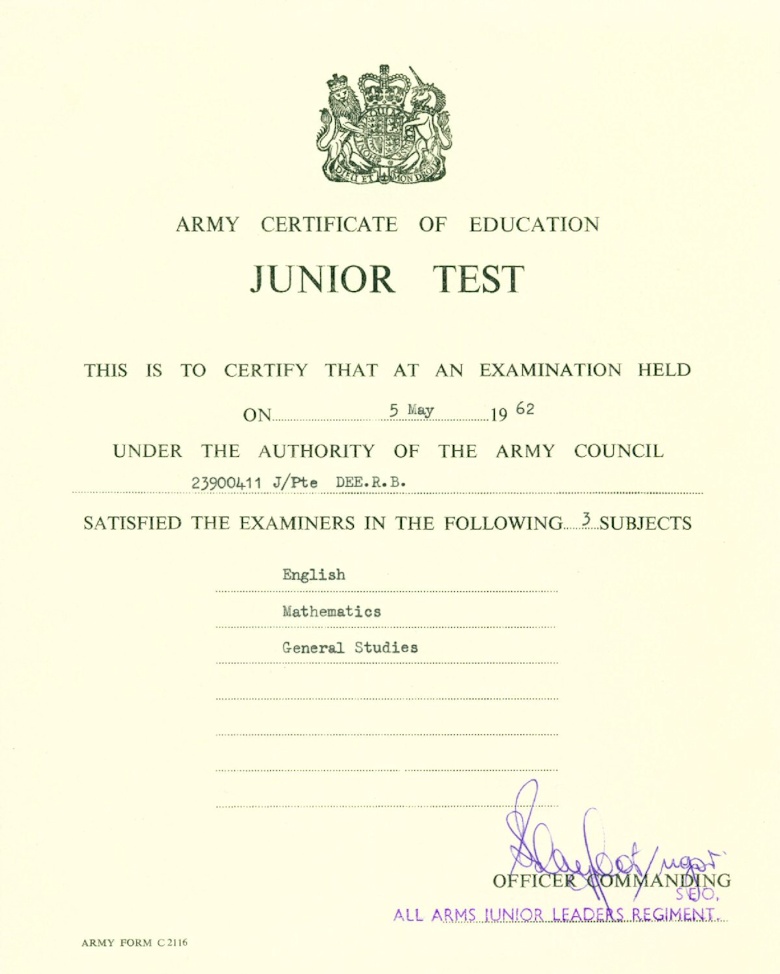 DIEU ET MON DROIT
ARMY CERTIFICATE OF EDUCATION
JUNIOR TEST
THIS IS TO CERTIFY THAT AT AN EXAMINATION HELD
ON 5 May 19 62
UNDER THE AUTHORITY OF THE ARMY COUNCIL
23900411 J/Pte DEE.R.B.
SATISFIED THE EXAMINERS IN THE FOLLOWING 3 SUBJECTS
English
Mathematics
General Studies
OFFICER COMMANDING
ALL ARMS JUNIOR LEADERS REGIMENT.
ARMY FORM C 2116